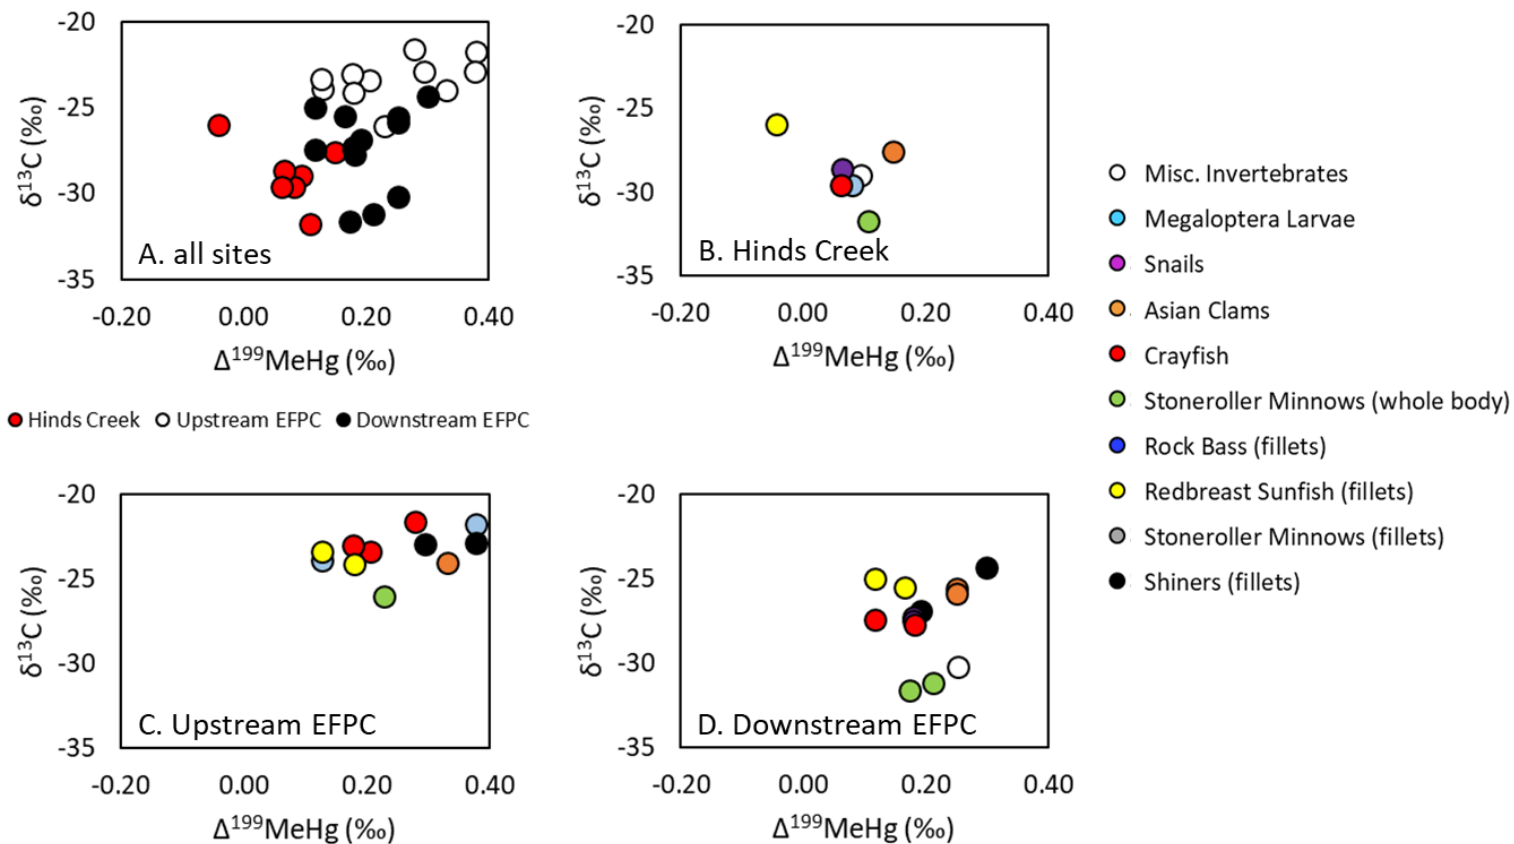 -20
-25
-30
-35
δ¹³C (‰)
A. all sites
-0.20 0.00 0.20 0.40
Δ¹⁹⁹MeHg (‰)
-20
-25
-30
-35
δ¹³C (‰)
B. Hinds Creek
-0.20 0.00 0.20 0.40
Δ¹⁹⁹MeHg (‰)
Misc. Invertebrates
Megaloptera Larvae
Snails
Asian Clams
Crayfish
Stoneroller Minnows (whole body)
Rock Bass (fillets)
Redbreast Sunfish (fillets)
Stoneroller Minnows (fillets)
Shiners (fillets)
Hinds Creek Upstream EFPC Downstream EFPC
-20
-25
-30
-35
δ¹³C (‰)
C. Upstream EFPC
-0.20 0.00 0.20 0.40
Δ¹⁹⁹MeHg (‰)
-20
-25
-30
-35
δ¹³C (‰)
D. Downstream EFPC
-0.20 0.00 0.20 0.40
Δ¹⁹⁹MeHg (‰)